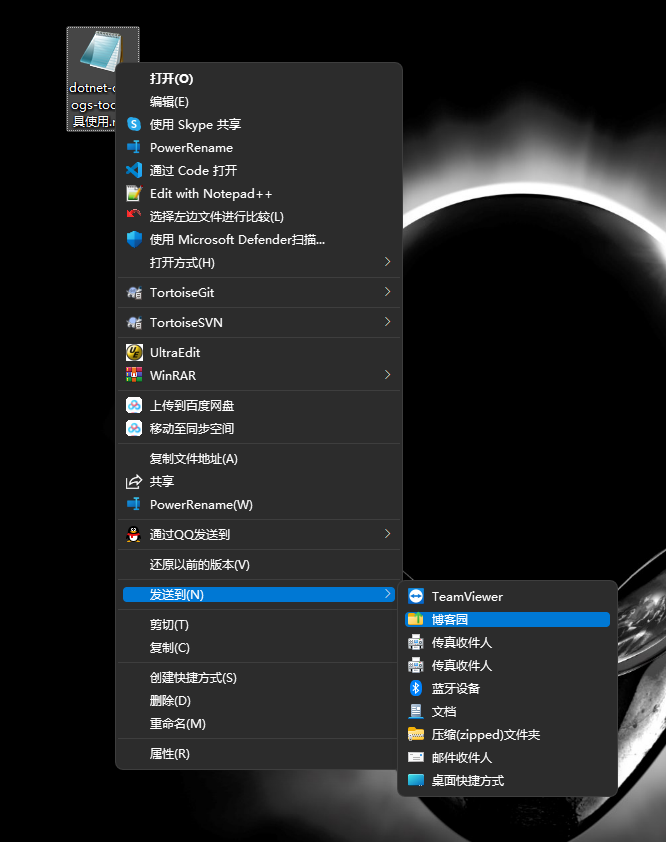 dotnet-c
ogs-too
具使用.
打开(O)
编辑(E)
使用 Skype 共享
PowerRename
通过 Code 打开
Edit with Notepad++
选择左边文件进行比较(L)
使用 Microsoft Defender扫描...
打开方式(H)
TortoiseGit
TortoiseSVN
UltraEdit
WinRAR
上传到百度网盘
移动至同步空间
复制文件地址(A)
共享
PowerRename(W)
通过QQ发送到
还原以前的版本(V)
发送到(N)
剪切(T)
复制(C)
创建快捷方式(S)
删除(D)
重命名(M)
属性(R)
TeamViewer
博客园
传真收件人
传真收件人
蓝牙设备
文档
压缩(zipped)文件夹
邮件收件人
桌面快捷方式